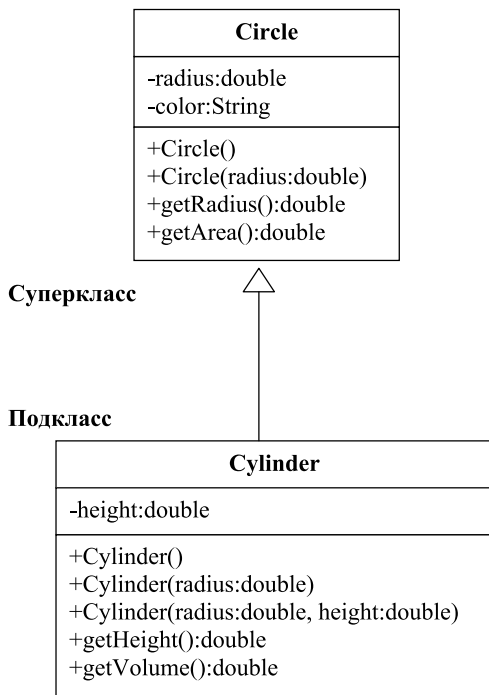 Circle
-radius:double
-color:String
+Circle()
+Circle(radius:double)
+getRadius():double
+getArea():double
Суперкласс
Подкласс
Cylinder
-height:double
+Cylinder()
+Cylinder(radius:double)
+Cylinder(radius:double, height:double)
+getHeight():double
+getVolume():double